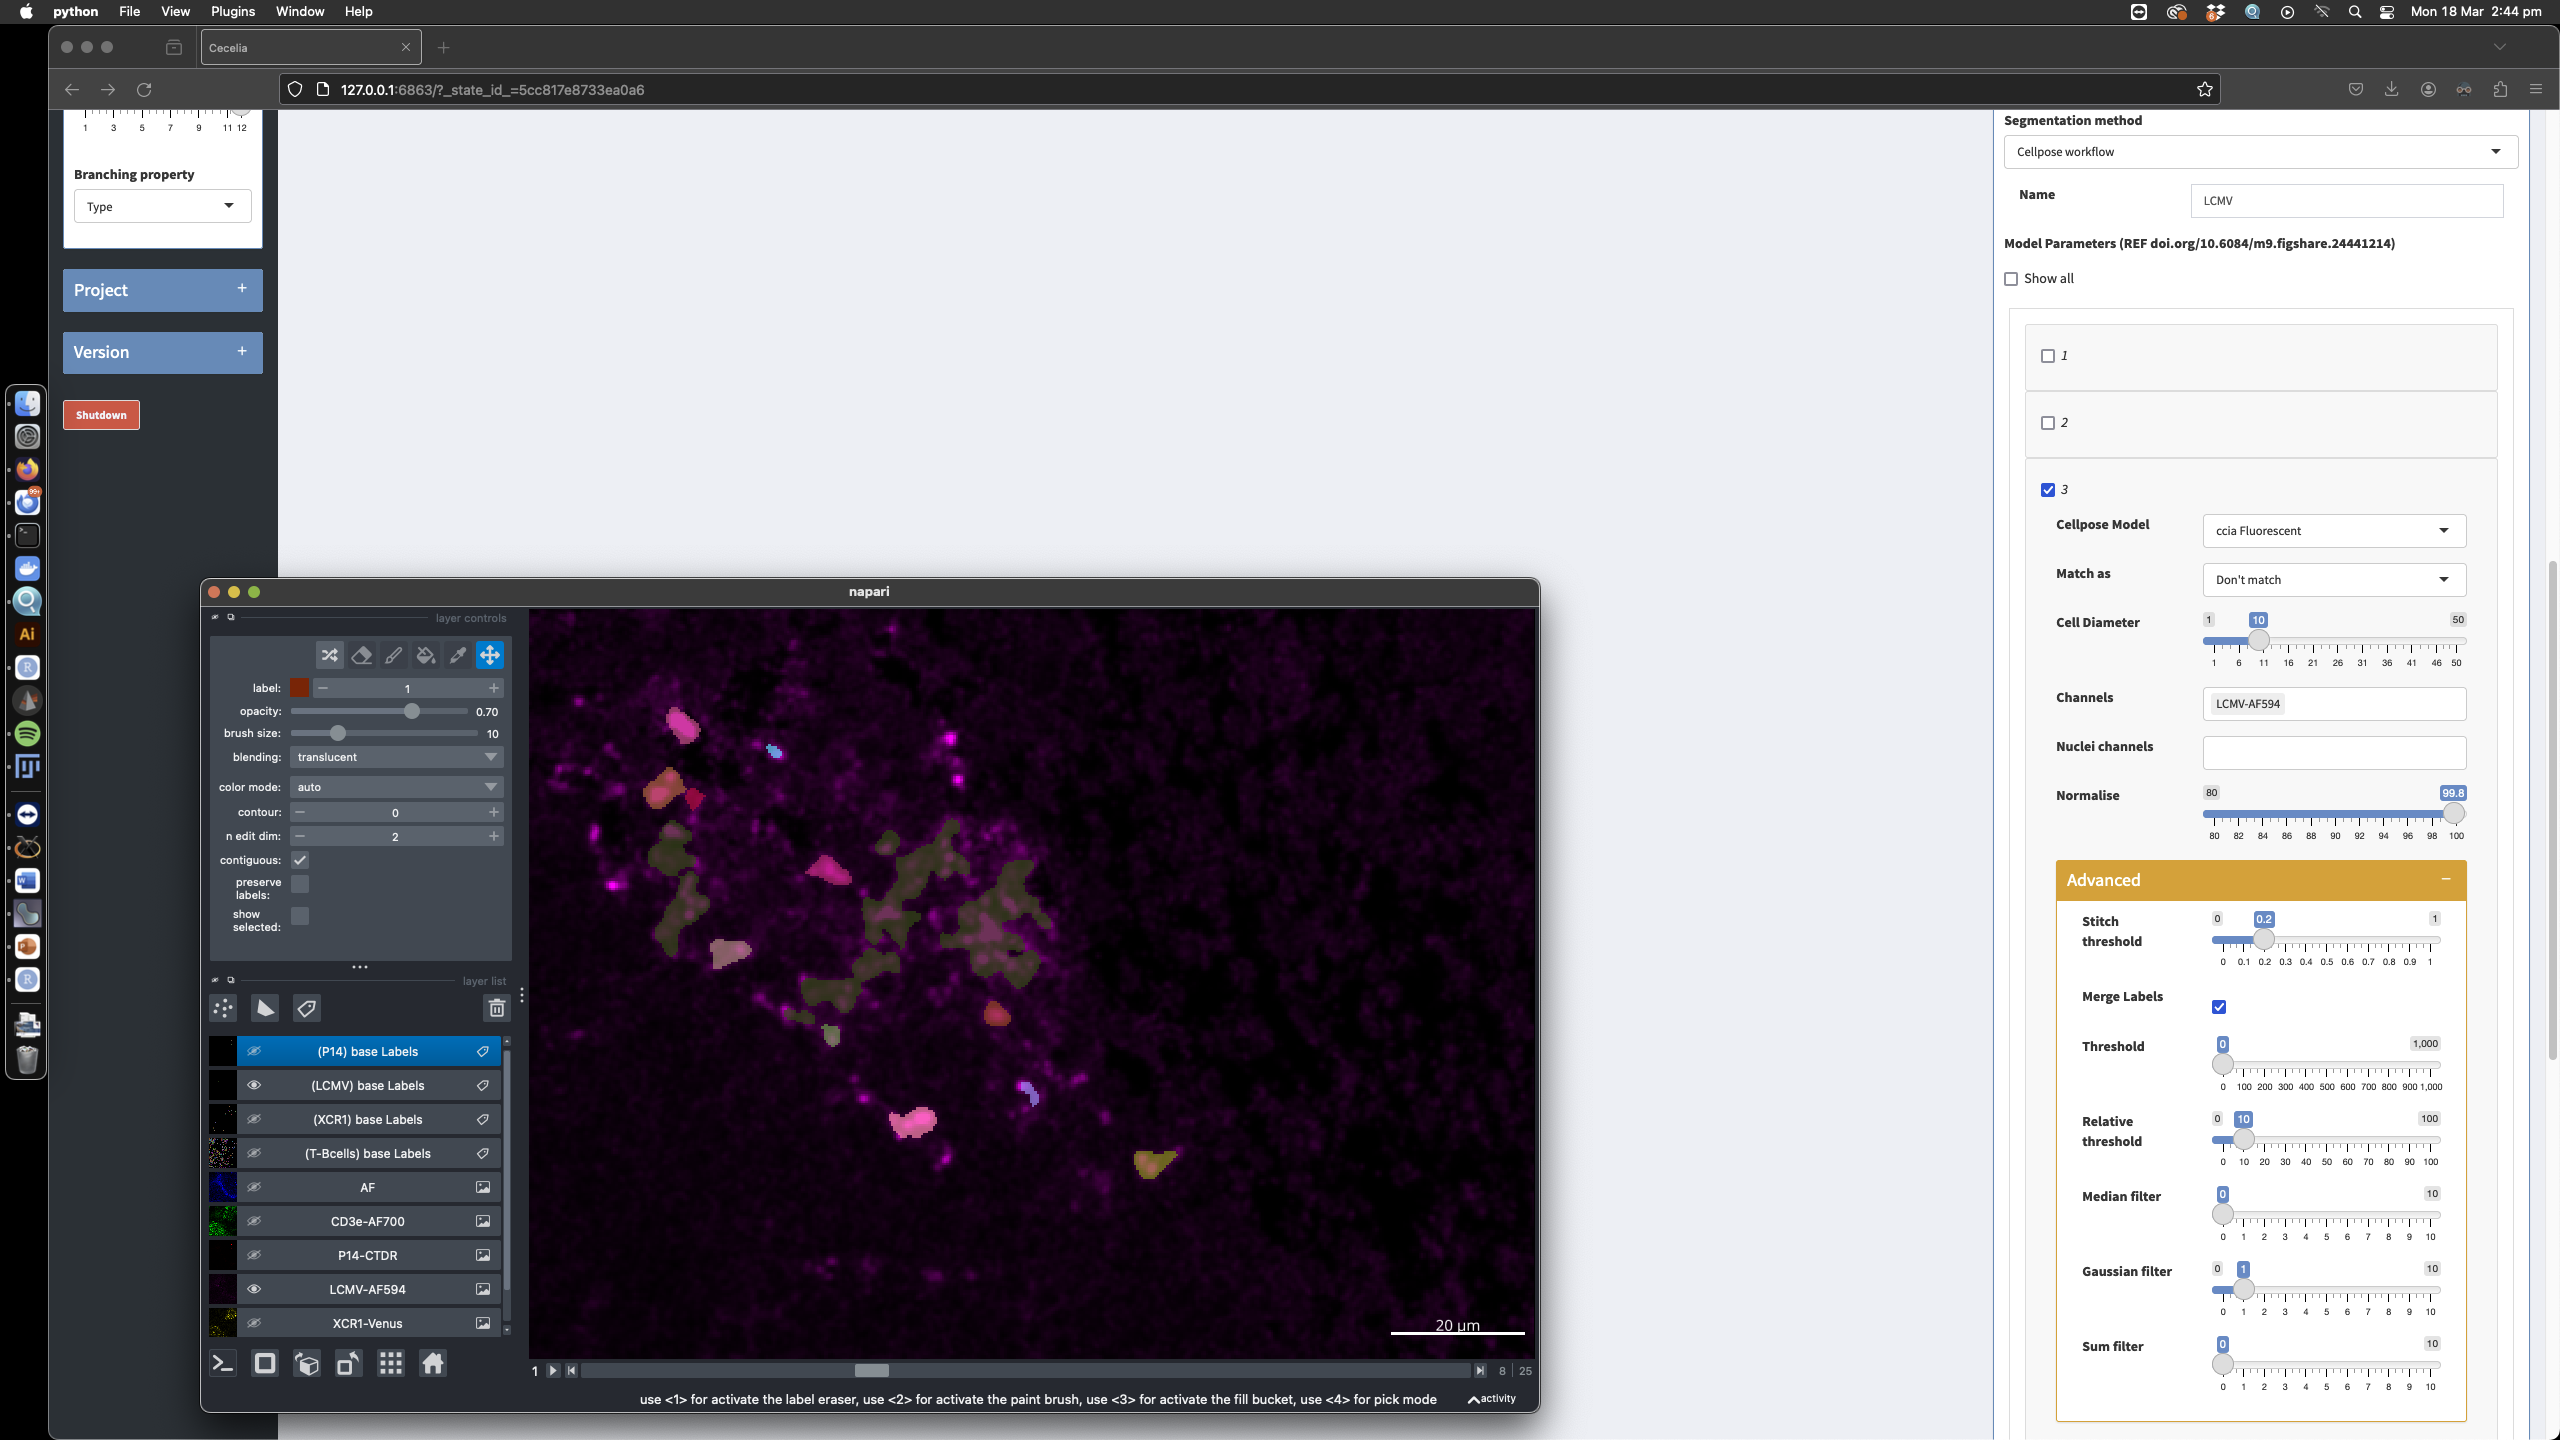 python File View Plugins Window Help
Mon 18 Mar 2:44 pm
Cecelia
127.0.0.1:6863/?_state_id_=5cc817e8733ea0a6
1 3 5 7 9 11 12
Branching property
Type
Project +
Version +
Shutdown
Segmentation method
Cellpose workflow
Name LCMV
Model Parameters (REF doi.org/10.6084/m9.figshare.24441214)
Show all
1
2
3
Cellpose Model ccia Fluorescent
Match as Don't match
Cell Diameter 1 10 50
1 6 11 16 21 26 31 36 41 46 50
Channels LCMV-AF594
Nuclei channels
Normalise 80 99.8
80 82 84 86 88 90 92 94 96 98 100
Advanced −
Stitch threshold 0 0.2 1
0 0.1 0.2 0.3 0.4 0.5 0.6 0.7 0.8 0.9 1
Merge Labels
Threshold 0 1,000
0 100 200 300 400 500 600 700 800 900 1,000
Relative threshold 0 10 100
0 10 20 30 40 50 60 70 80 90 100
Median filter 0 10
0 1 2 3 4 5 6 7 8 9 10
Gaussian filter 0 1 10
0 1 2 3 4 5 6 7 8 9 10
Sum filter 0 10
0 1 2 3 4 5 6 7 8 9 10
napari
layer controls
label: 1
opacity: 0.70
brush size: 10
blending: translucent
color mode: auto
contour: 0
n edit dim: 2
contiguous:
preserve labels:
show selected:
layer list
(P14) base Labels
(LCMV) base Labels
(XCR1) base Labels
(T-Bcells) base Labels
AF
CD3e-AF700
P14-CTDR
LCMV-AF594
XCR1-Venus
20 µm
1 8 25
use <1> for activate the label eraser, use <2> for activate the paint brush, use <3> for activate the fill bucket, use <4> for pick mode
activity
99+
Ai